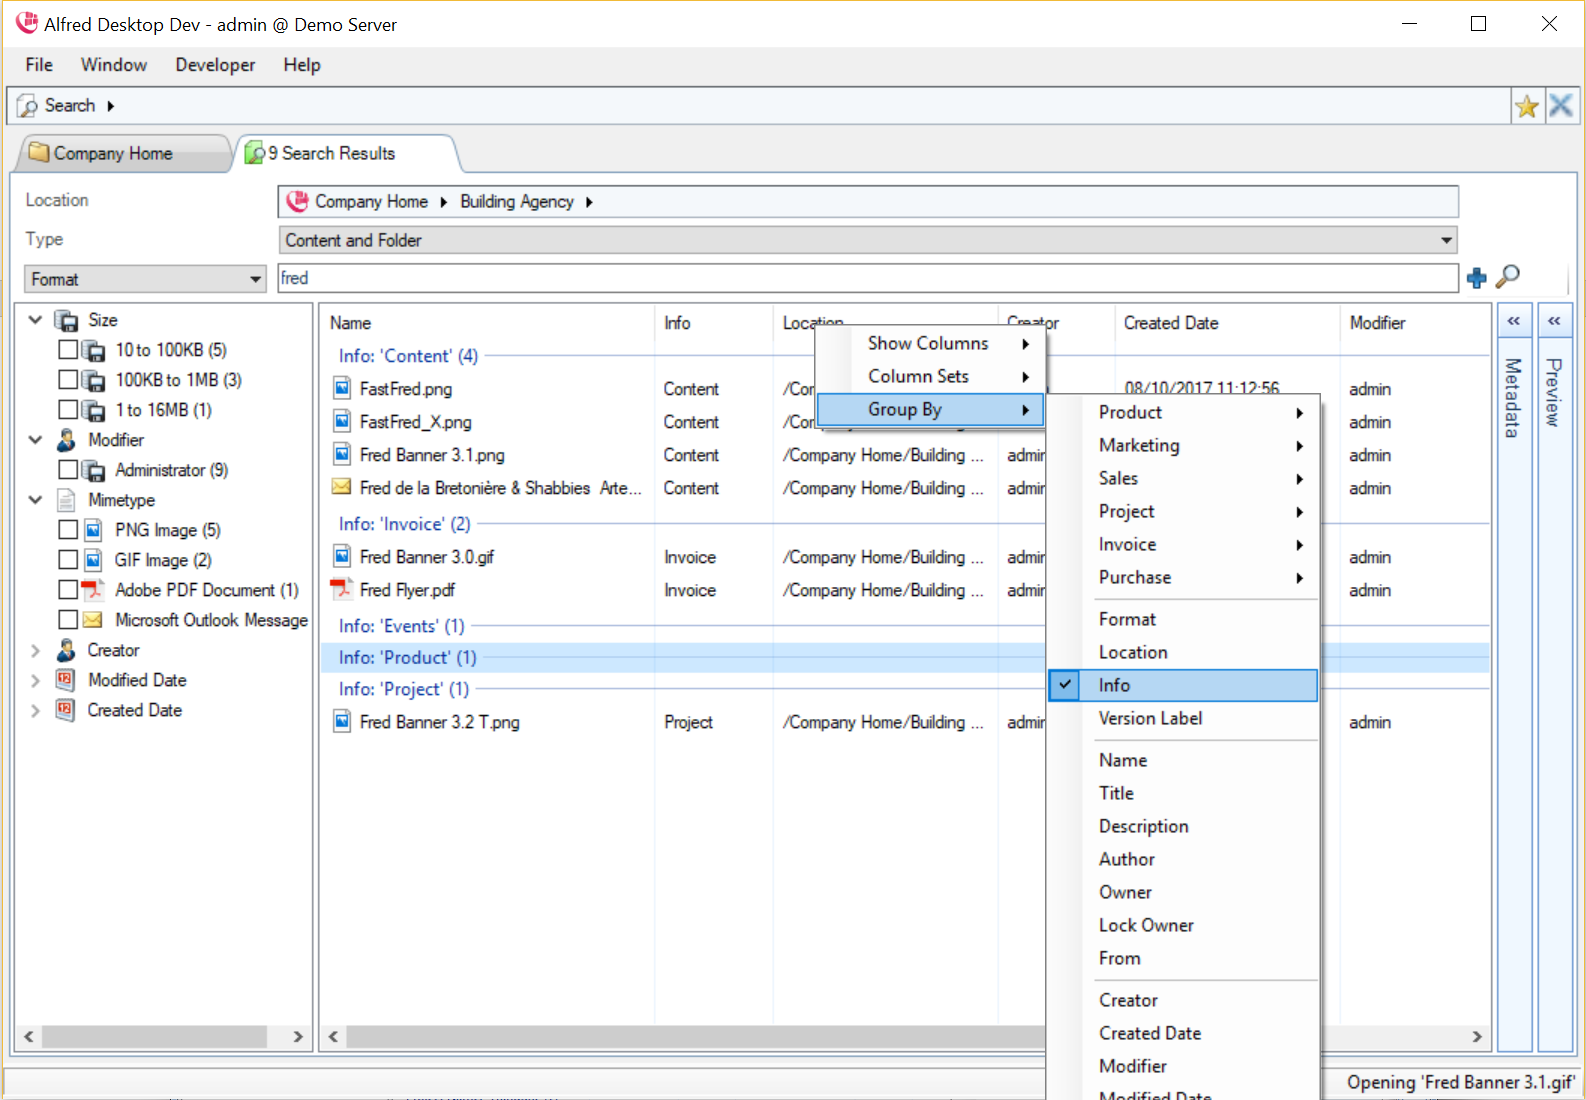 Alfred Desktop Dev - admin @ Demo Server
File Window Developer Help
Search
Company Home
9 Search Results
Location
Company Home Building Agency
Type
Content and Folder
Format
fred
Size
10 to 100KB (5)
100KB to 1MB (3)
1 to 16MB (1)
Modifier
Administrator (9)
Mimetype
PNG Image (5)
GIF Image (2)
Adobe PDF Document (1)
Microsoft Outlook Message
Creator
Modified Date
Created Date
Name Info Location Creator Created Date Modifier
Info: 'Content' (4)
FastFred.png Content /Co 08/10/2017 11:12:56 admin
FastFred_X.png Content /Co admin
Fred Banner 3.1.png Content /Company Home/Building ... admin admin
Fred de la Bretonière & Shabbies Arte... Content /Company Home/Building ... admin admin
Info: 'Invoice' (2)
Fred Banner 3.0.gif Invoice /Company Home/Building ... admin admin
Fred Flyer.pdf Invoice /Company Home/Building ... admin admin
Info: 'Events' (1)
Info: 'Product' (1)
Info: 'Project' (1)
Fred Banner 3.2 T.png Project /Company Home/Building ... admin admin
Show Columns
Column Sets
Group By
Product
Marketing
Sales
Project
Invoice
Purchase
Format
Location
Info
Version Label
Name
Title
Description
Author
Owner
Lock Owner
From
Creator
Created Date
Modifier
Modified Date
« «
Metadata
Preview
Opening 'Fred Banner 3.1.gif'